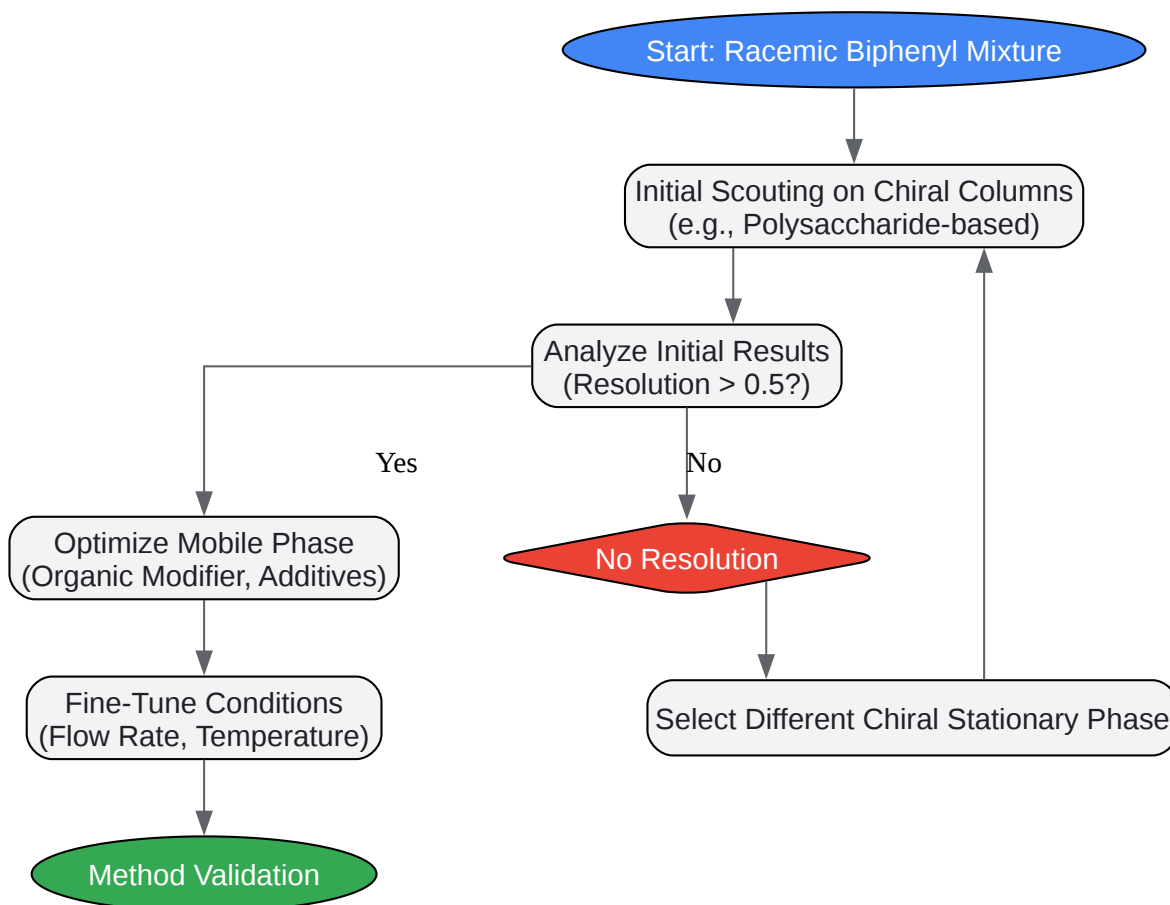 Start: Racemic Biphenyl Mixture
Initial Scouting on Chiral Columns
(e.g., Polysaccharide-based)
Analyze Initial Results
(Resolution > 0.5?)
Yes
No
Optimize Mobile Phase
(Organic Modifier, Additives)
No Resolution
Fine-Tune Conditions
(Flow Rate, Temperature)
Select Different Chiral Stationary Phase
Method Validation